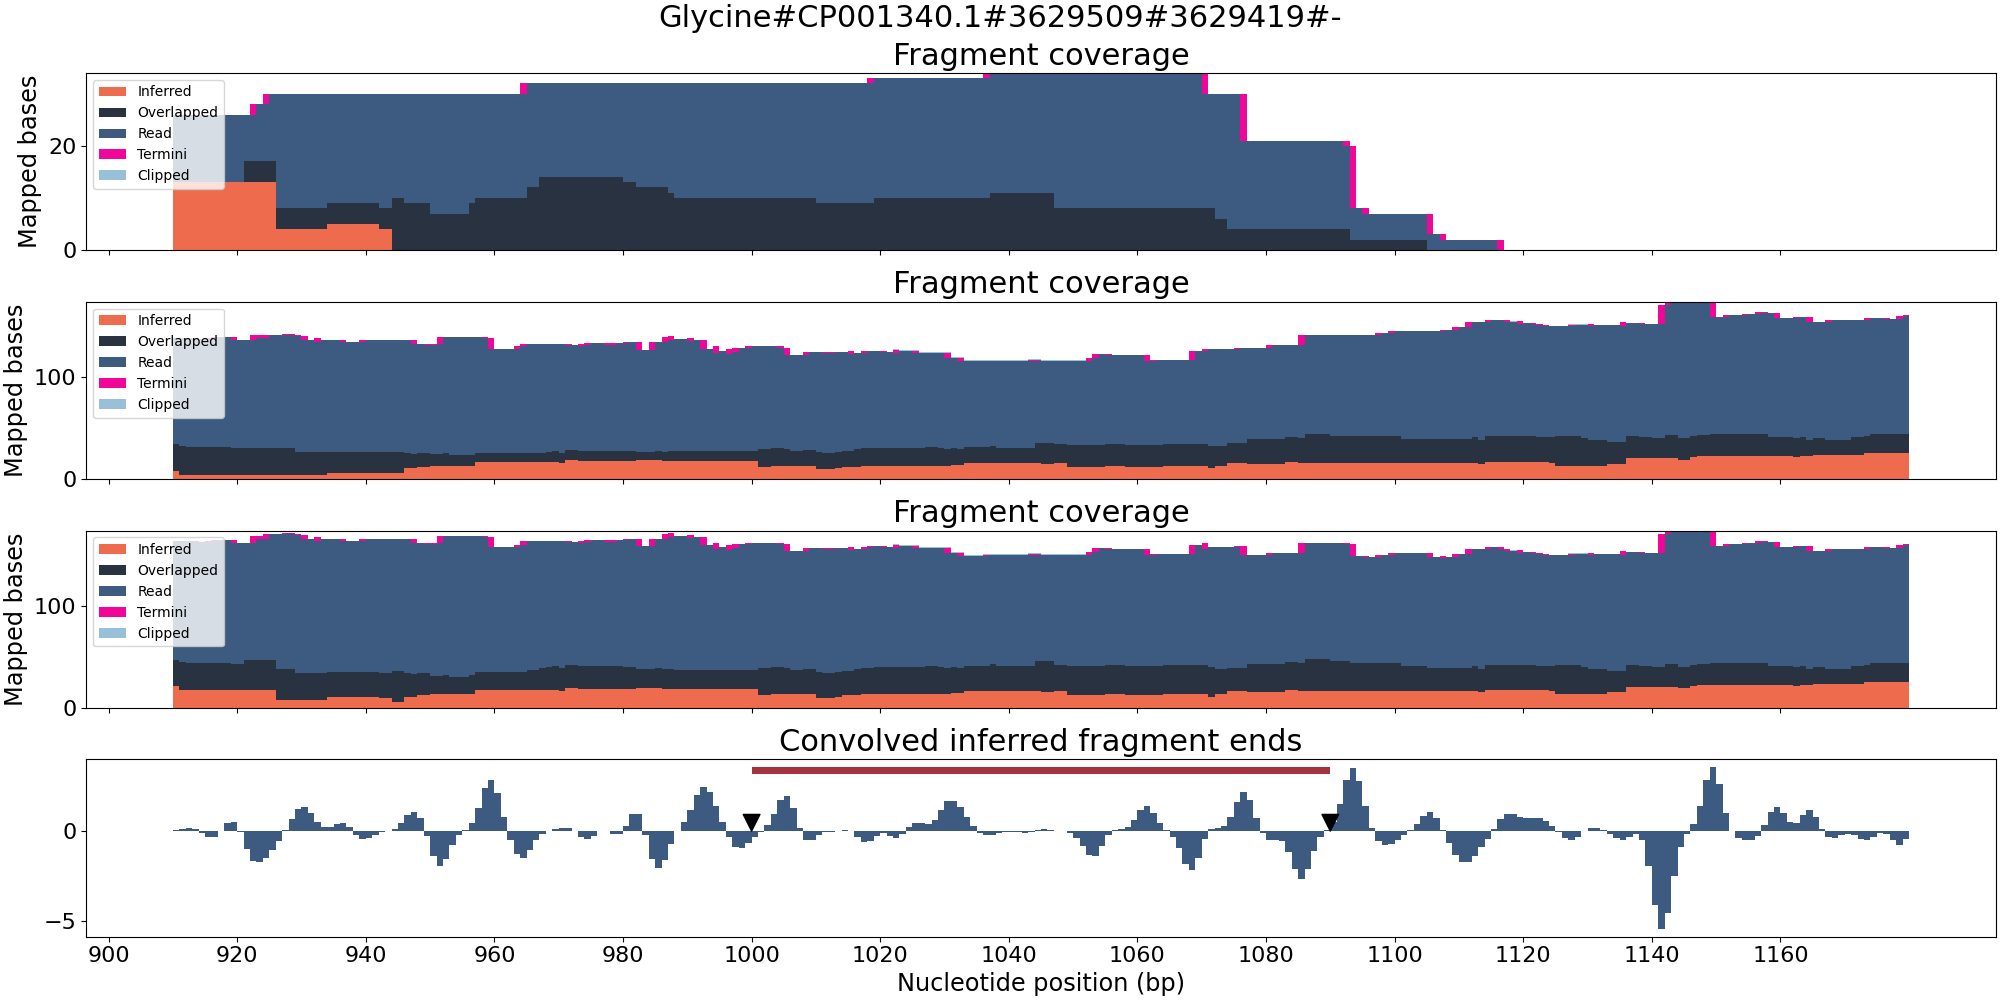 Glycine#CP001340.1#3629509#3629419#-
Fragment coverage
Mapped bases
20
0
Inferred
Overlapped
Read
Termini
Clipped
Fragment coverage
Mapped bases
100
0
Inferred
Overlapped
Read
Termini
Clipped
Fragment coverage
Mapped bases
100
0
Inferred
Overlapped
Read
Termini
Clipped
Convolved inferred fragment ends
0
−5
900 920 940 960 980 1000 1020 1040 1060 1080 1100 1120 1140 1160
Nucleotide position (bp)